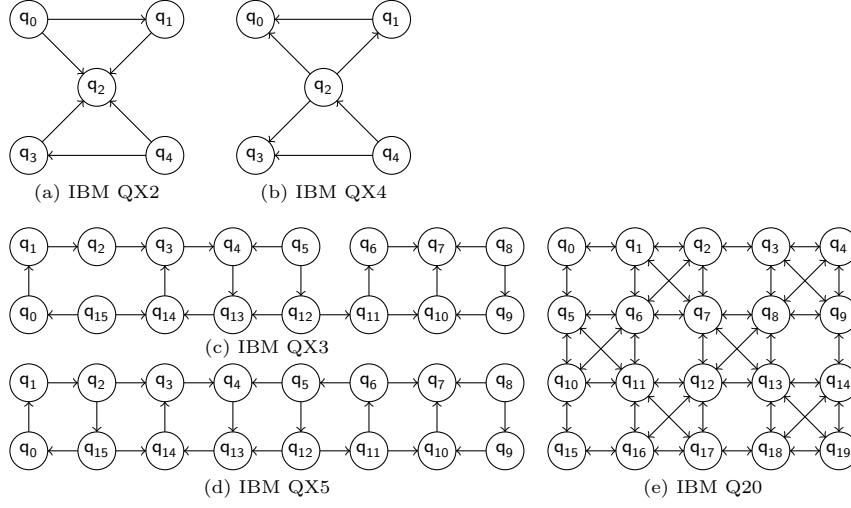 q0 q1
q2
q3 q4
(a) IBM QX2
q0 q1
q2
q3 q4
(b) IBM QX4
q1 q2 q3 q4 q5 q6 q7 q8
q0 q15 q14 q13 q12 q11 q10 q9
(c) IBM QX3
q1 q2 q3 q4 q5 q6 q7 q8
q0 q15 q14 q13 q12 q11 q10 q9
(d) IBM QX5
q0 q1 q2 q3 q4
q5 q6 q7 q8 q9
q10 q11 q12 q13 q14
q15 q16 q17 q18 q19
(e) IBM Q20